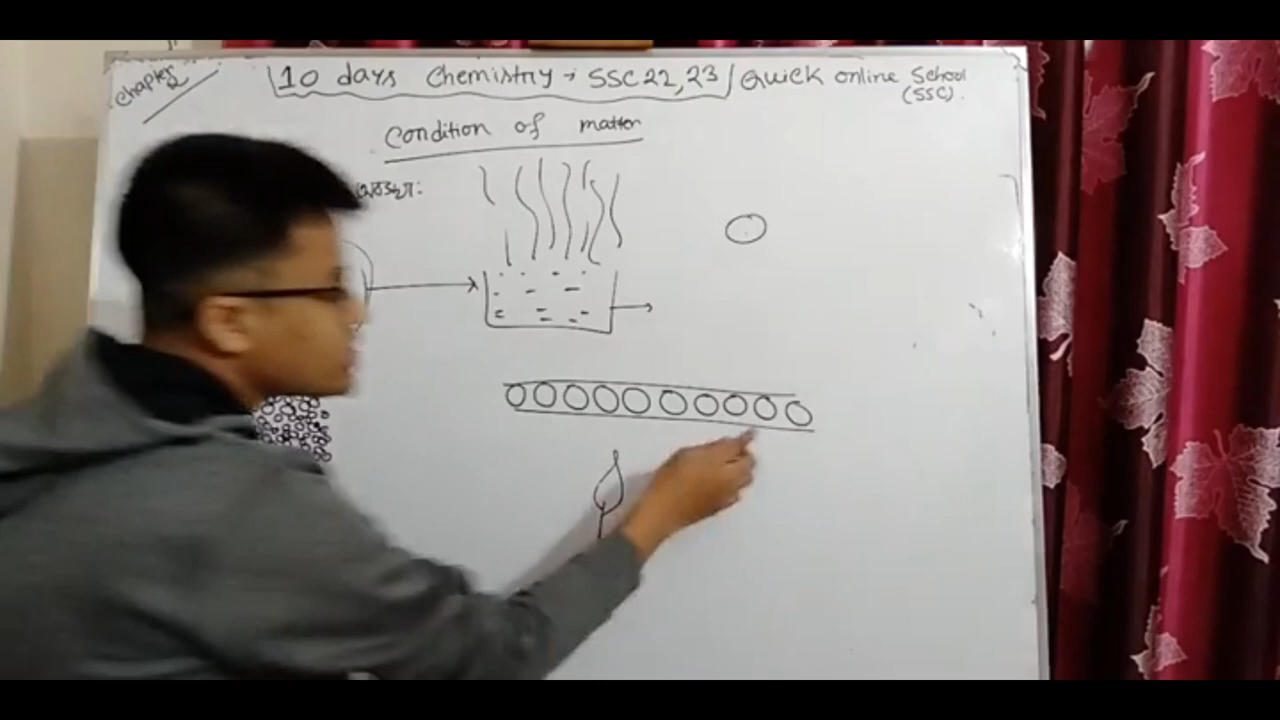 Chapter 2
10 days Chemistry → SSC 22, 23 / Quick online School
(SSC).
Condition of matter